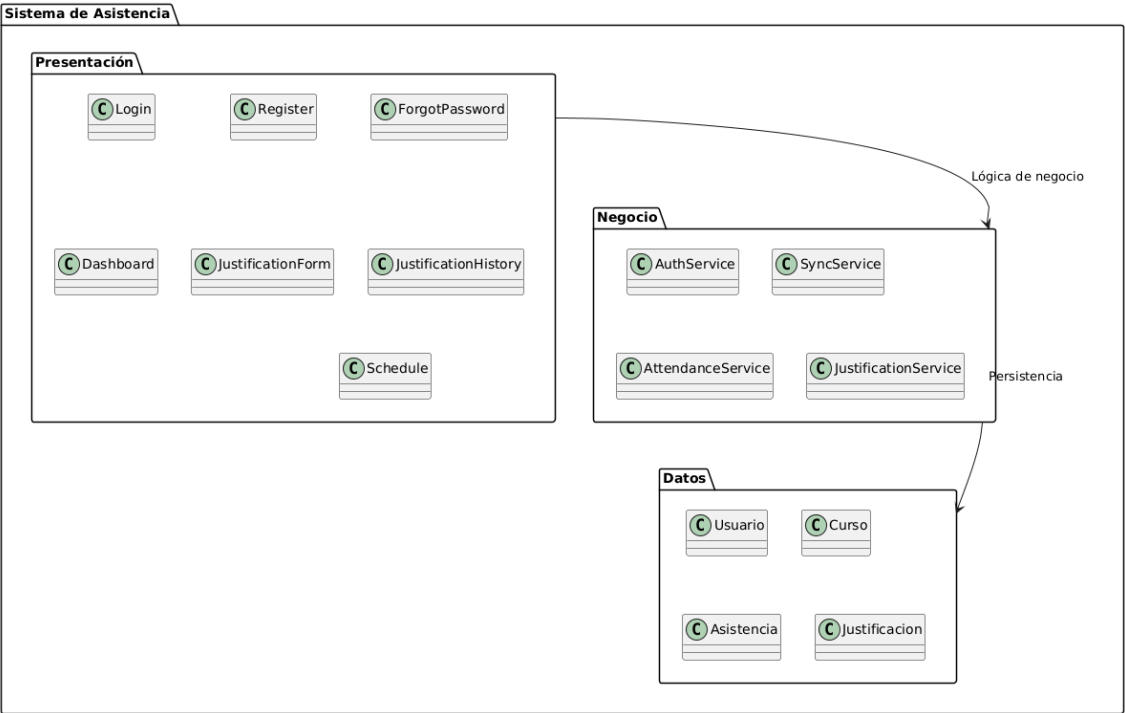 Sistema de Asistencia
Presentación
C Login
C Register
C ForgotPassword
C Dashboard
C JustificationForm
C JustificationHistory
C Schedule
Lógica de negocio
Negocio
C AuthService
C SyncService
C AttendanceService
C JustificationService
Persistencia
Datos
C Usuario
C Curso
C Asistencia
C Justificacion